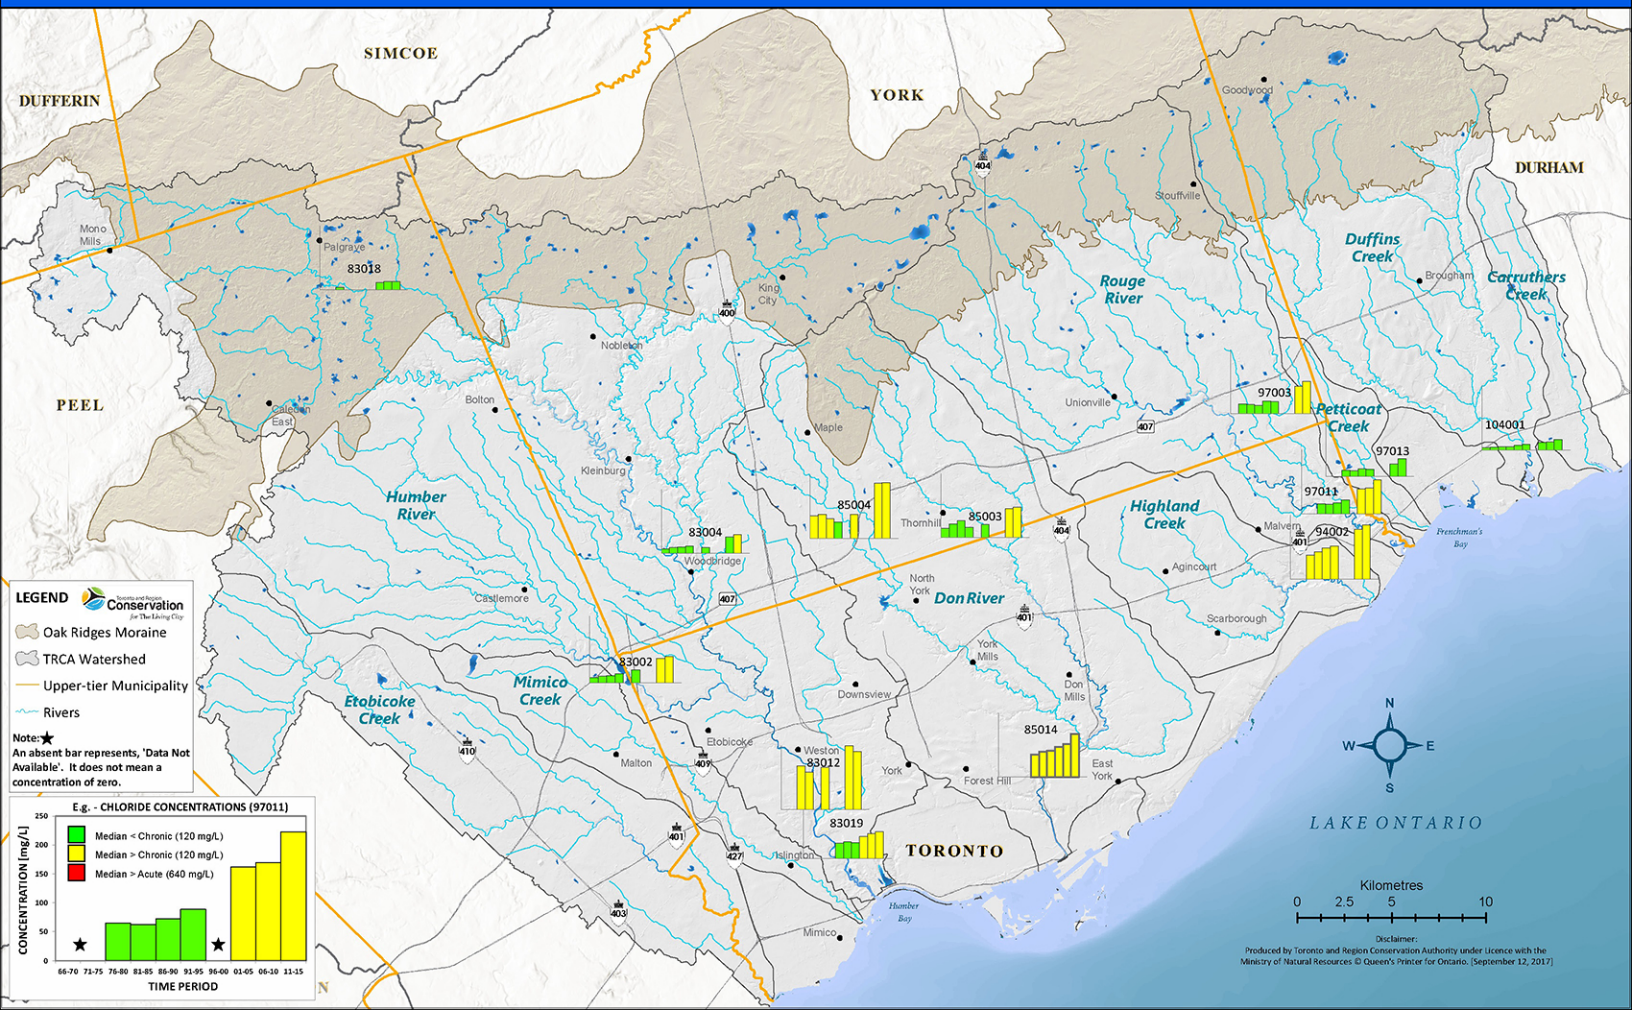 SIMCOE
DUFFERIN
YORK
Goodwood
404
DURHAM
Stouffville
Mono
Mills
Palgrave
83018
Duffins
Creek
Brougham
Carruthers
Creek
Rouge
River
King
City
400
Nobleton
PEEL
Caledon
East
Bolton
Unionville
97003
Petticoat
Creek
407
104001
Maple
Kleinburg
97013
Humber
River
85004
Thornhill
85003
404
Highland
Creek
97011
Malvern
401
94002
Frenchman's
Bay
83004
Woodbridge
Agincourt
Castlemore
407
North
York
Don River
401
Scarborough
York
Mills
83002
Mimico
Creek
Etobicoke
Creek
Downsview
Don
Mills
410
Malton
Etobicoke
409
Weston
83012
York
Forest Hill
85014
East
York
83019
TORONTO
401
427
Islington
403
Humber
Bay
Mimico
LAKE ONTARIO
N
W E
S
Kilometres
0 2.5 5 10
Disclaimer:
Produced by Toronto and Region Conservation Authority under Licence with the
Ministry of Natural Resources © Queen's Printer for Ontario. [September 12, 2017]
LEGEND
Toronto and Region
Conservation
for The Living City
Oak Ridges Moraine
TRCA Watershed
Upper-tier Municipality
Rivers
Note:
An absent bar represents, 'Data Not
Available'. It does not mean a
concentration of zero.
E.g. - CHLORIDE CONCENTRATIONS (97011)
CONCENTRATION [mg/L]
250
200
150
100
50
0
Median < Chronic (120 mg/L)
Median > Chronic (120 mg/L)
Median > Acute (640 mg/L)
66-70 71-75 76-80 81-85 86-90 91-95 96-00 01-05 06-10 11-15
TIME PERIOD
N